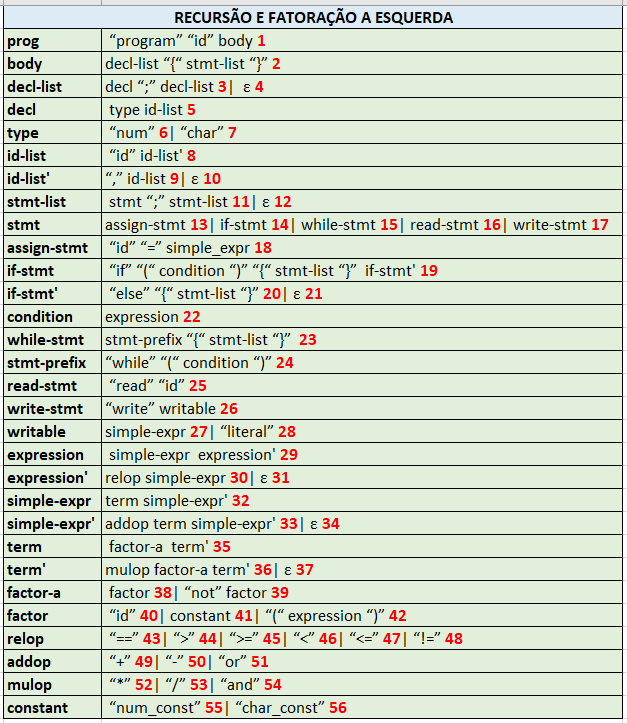 RECURSÃO E FATORAÇÃO A ESQUERDA
prog “program” “id” body 1
body decl-list “{“ stmt-list “}” 2
decl-list decl “;” decl-list 3| ε 4
decl type id-list 5
type “num” 6| “char” 7
id-list “id” id-list' 8
id-list' “,” id-list 9| ε 10
stmt-list stmt “;” stmt-list 11| ε 12
stmt assign-stmt 13| if-stmt 14| while-stmt 15| read-stmt 16| write-stmt 17
assign-stmt “id” “=” simple_expr 18
if-stmt “if” “(“ condition “)” “{“ stmt-list “}” if-stmt' 19
if-stmt' “else” “{“ stmt-list “}” 20| ε 21
condition expression 22
while-stmt stmt-prefix “{“ stmt-list “}” 23
stmt-prefix “while” “(“ condition “)” 24
read-stmt “read” “id” 25
write-stmt “write” writable 26
writable simple-expr 27| “literal” 28
expression simple-expr expression' 29
expression' relop simple-expr 30| ε 31
simple-expr term simple-expr' 32
simple-expr' addop term simple-expr' 33| ε 34
term factor-a term' 35
term' mulop factor-a term' 36| ε 37
factor-a factor 38| “not” factor 39
factor “id” 40| constant 41| “(“ expression “)” 42
relop “==” 43| “>” 44| “>=” 45| “<” 46| “<=” 47| “!=” 48
addop “+” 49| “-” 50| “or” 51
mulop “*” 52| “/” 53| “and” 54
constant “num_const” 55| “char_const” 56